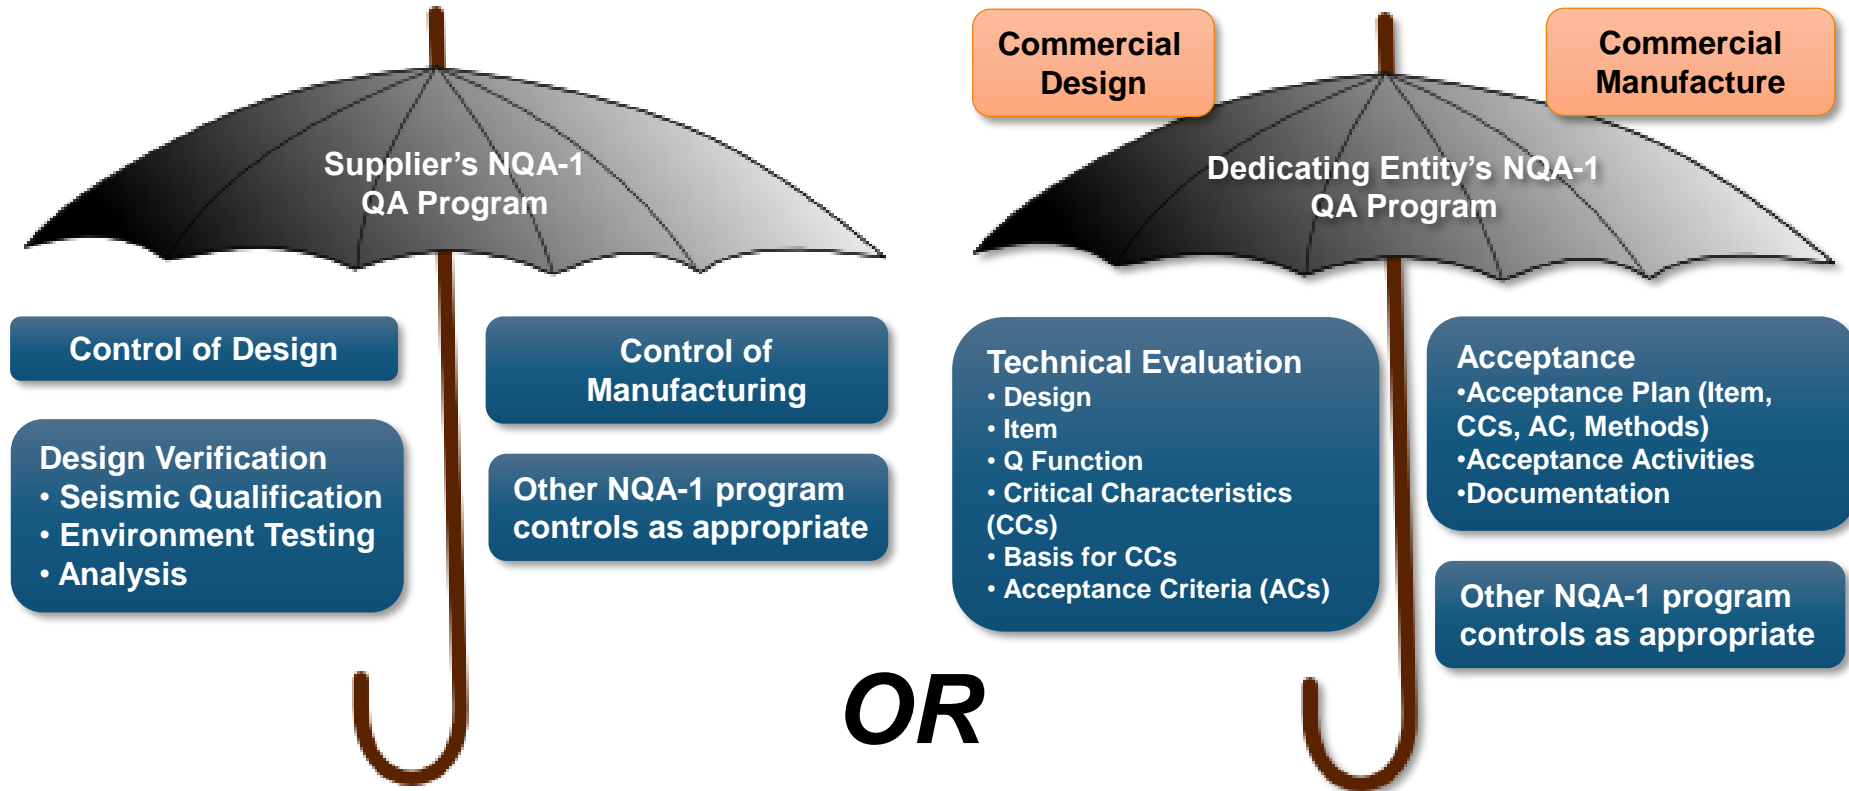 Supplier’s NQA-1
QA Program
Control of Design
Control of
Manufacturing
Design Verification
• Seismic Qualification
• Environment Testing
• Analysis
Other NQA-1 program
controls as appropriate
OR
Commercial
Design
Commercial
Manufacture
Dedicating Entity’s NQA-1
QA Program
Technical Evaluation
• Design
• Item
• Q Function
• Critical Characteristics
(CCs)
• Basis for CCs
• Acceptance Criteria (ACs)
Acceptance
•Acceptance Plan (Item,
CCs, AC, Methods)
•Acceptance Activities
•Documentation
Other NQA-1 program
controls as appropriate